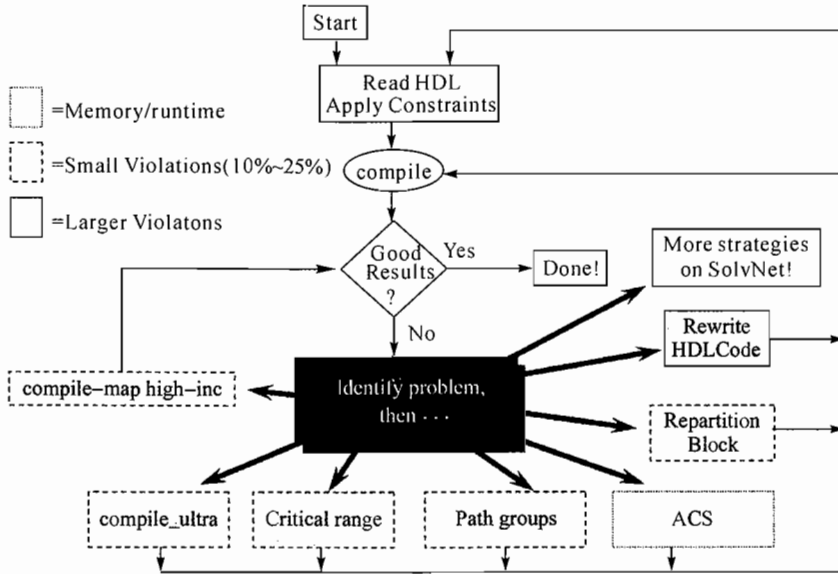 Start
Read HDL
Apply Constraints
=Memory/runtime
=Small Violations(10%~25%)
compile
=Larger Violatons
Good
Results
?
Yes
Done!
More strategies
on SolvNet!
No
Rewrite
HDLCode
compile–map high–inc
Identify problem,
then · · ·
Repartition
Block
compile_ultra
Critical range
Path groups
ACS